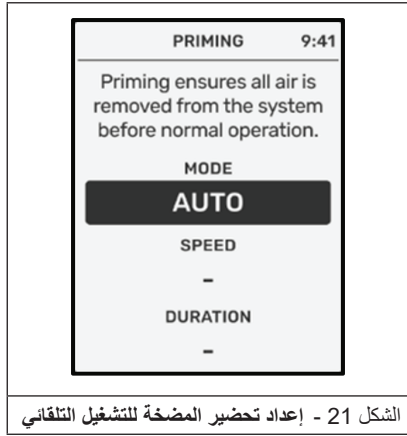 PRIMING 9:41
Priming ensures all air is
removed from the system
before normal operation.
MODE
AUTO
SPEED
-
DURATION
-
الشكل 21 - إعداد تحضير المضخة للتشغيل التلقائي